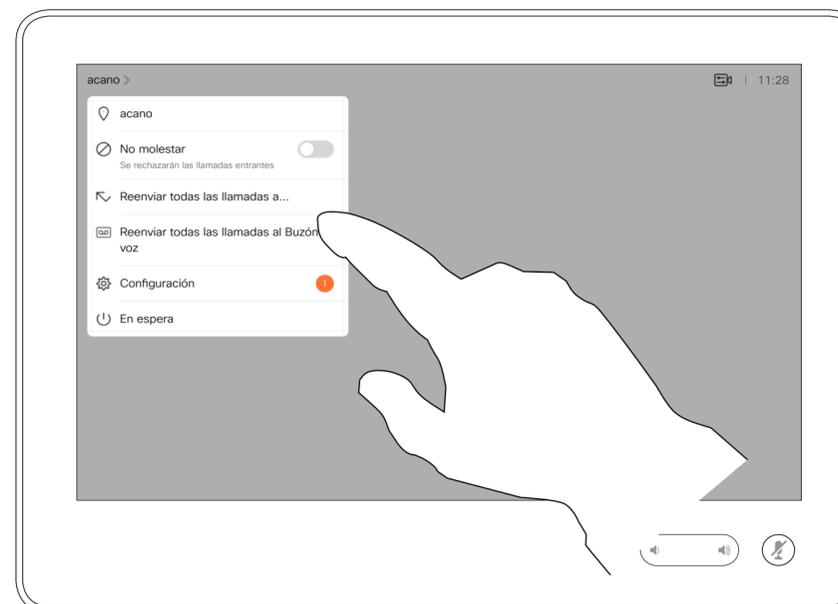 acano >
11:28
acano
No molestar
Se rechazarán las llamadas entrantes
Reenviar todas las llamadas a...
Reenviar todas las llamadas al Buzón
voz
Configuración
1
En espera